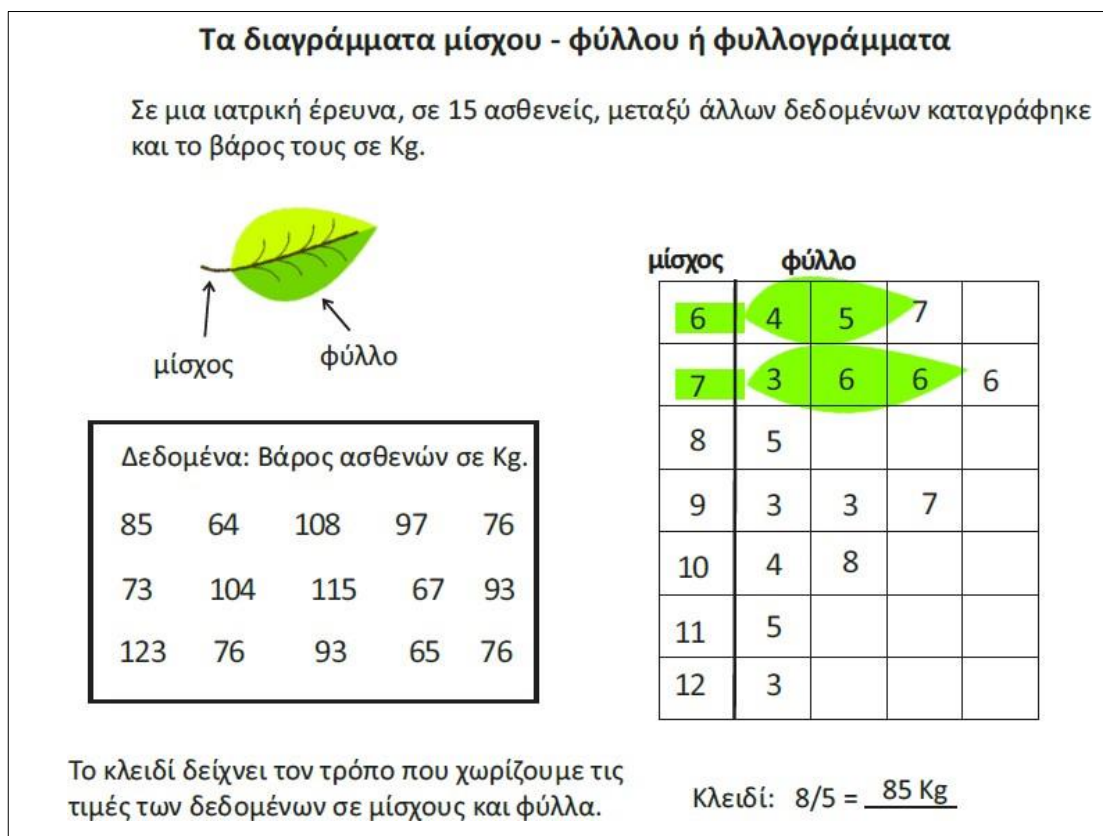 Τα διαγράμματα μίσχου - φύλλου ή φυλλογράμματα
Σε μια ιατρική έρευνα, σε 15 ασθενείς, μεταξύ άλλων δεδομένων καταγράφηκε
και το βάρος τους σε Kg.
μίσχος
φύλλο
Δεδομένα: Βάρος ασθενών σε Kg.
85 64 108 97 76
73 104 115 67 93
123 76 93 65 76
μίσχος φύλλο
6 4 5 7
7 3 6 6 6
8 5
9 3 3 7
10 4 8
11 5
12 3
Το κλειδί δείχνει τον τρόπο που χωρίζουμε τις
τιμές των δεδομένων σε μίσχους και φύλλα.
Κλειδί: 8/5 = 85 Kg